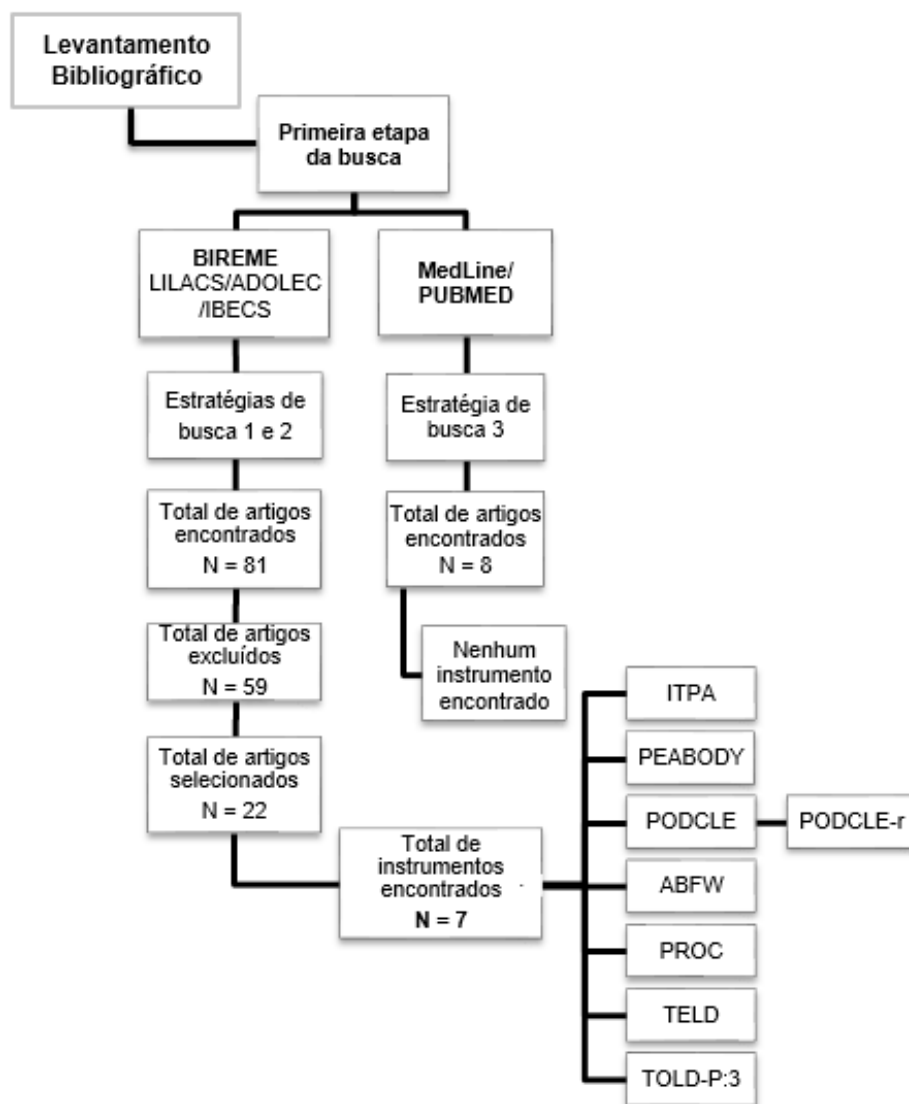 Levantamento
Bibliográfico
Primeira etapa
da busca
BIREME
LILACS/ADOLEC
/IBECS
MedLine/
PUBMED
Estratégias de
busca 1 e 2
Estratégia de
busca 3
Total de artigos
encontrados
N = 81
Total de artigos
encontrados
N = 8
Total de artigos
excluídos
N = 59
Nenhum
instrumento
encontrado
Total de artigos
selecionados
N = 22
Total de
instrumentos
encontrados
N = 7
ITPA
PEABODY
PODCLE
PODCLE-r
ABFW
PROC
TELD
TOLD-P:3